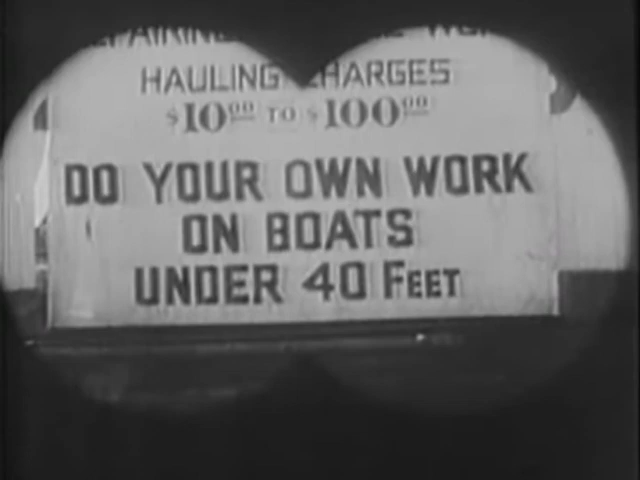 HAULING CHARGES
$10.00 TO $100.00
DO YOUR OWN WORK
ON BOATS
UNDER 40 FEET